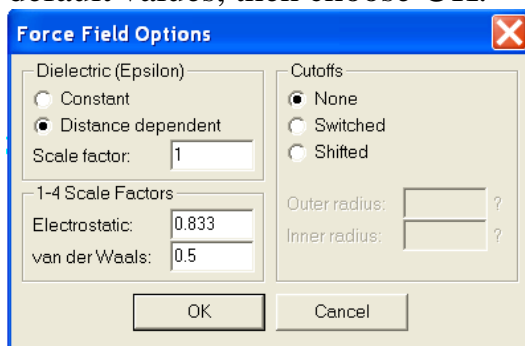 default values, then choose OK.
Force Field Options
Dielectric (Epsilon)
Constant
Distance dependent
Scale factor: 1
1-4 Scale Factors
Electrostatic: 0.833
van der Waals: 0.5
Cutoffs
None
Switched
Shifted
Outer radius: ?
Inner radius: ?
OK Cancel